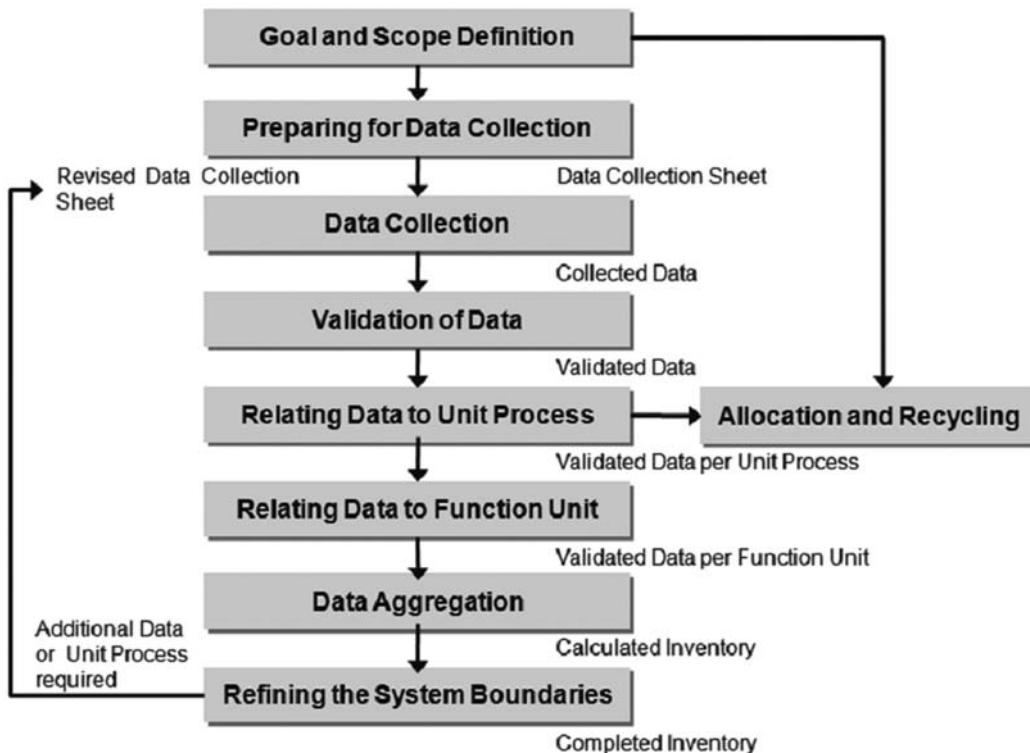 Goal and Scope Definition
Preparing for Data Collection
Revised Data Collection
Sheet
Data Collection Sheet
Data Collection
Collected Data
Validation of Data
Validated Data
Relating Data to Unit Process
Allocation and Recycling
Validated Data per Unit Process
Relating Data to Function Unit
Validated Data per Function Unit
Data Aggregation
Additional Data
or Unit Process
required
Calculated Inventory
Refining the System Boundaries
Completed Inventory